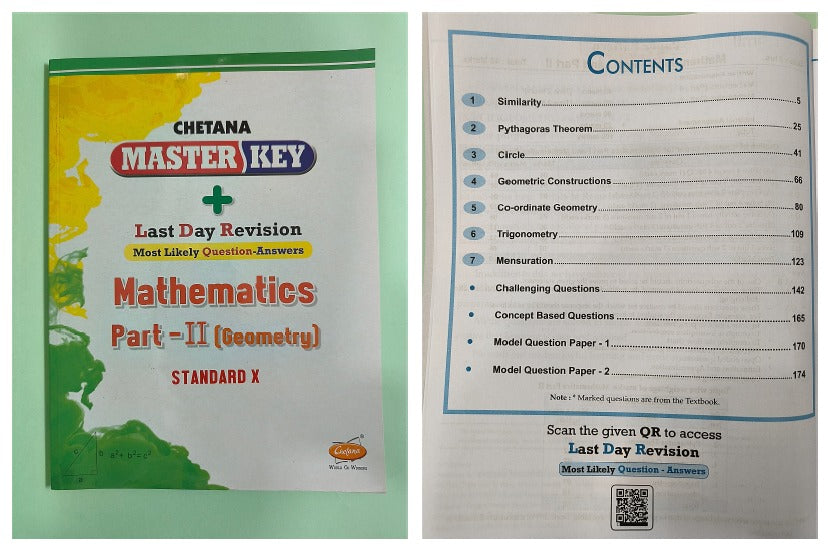 CHETANA
MASTER KEY
+
Last Day Revision
Most Likely Question-Answers
Mathematics
Part - II (Geometry)
STANDARD X
c b a² + b² = c²
a
Chetana ®
WORLD OF WINNERS
CONTENTS
1 Similarity 5
2 Pythagoras Theorem 25
3 Circle 41
4 Geometric Constructions 66
5 Co-ordinate Geometry 80
6 Trigonometry 109
7 Mensuration 123
• Challenging Questions 142
• Concept Based Questions 165
• Model Question Paper - 1 170
• Model Question Paper - 2 174
Note : * Marked questions are from the Textbook.
Scan the given QR to access
Last Day Revision
Most Likely Question - Answers